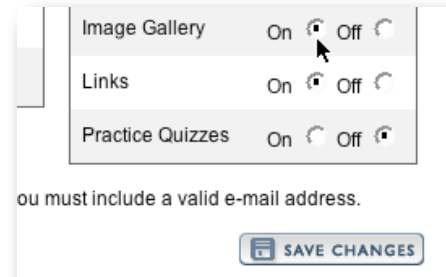 Image Gallery On Off
Links On Off
Practice Quizzes On Off
ou must include a valid e-mail address.
SAVE CHANGES